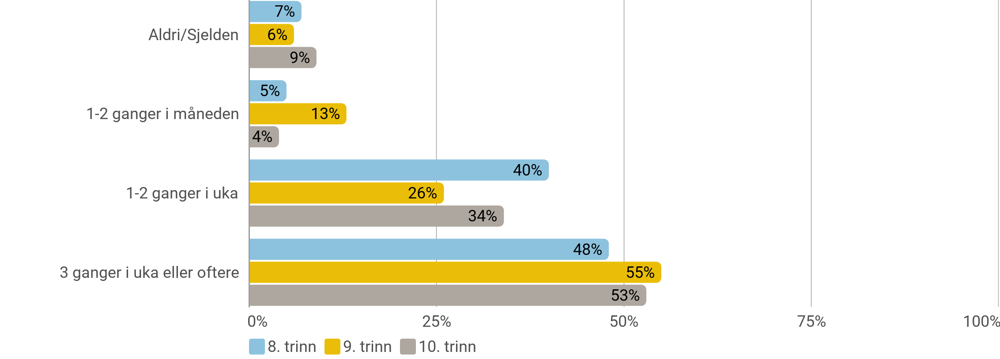 7%
Aldri/Sjelden
6%
9%
5%
1-2 ganger i måneden
13%
4%
40%
1-2 ganger i uka
26%
34%
48%
3 ganger i uka eller oftere
55%
53%
0% 25% 50% 75% 100%
8. trinn 9. trinn 10. trinn